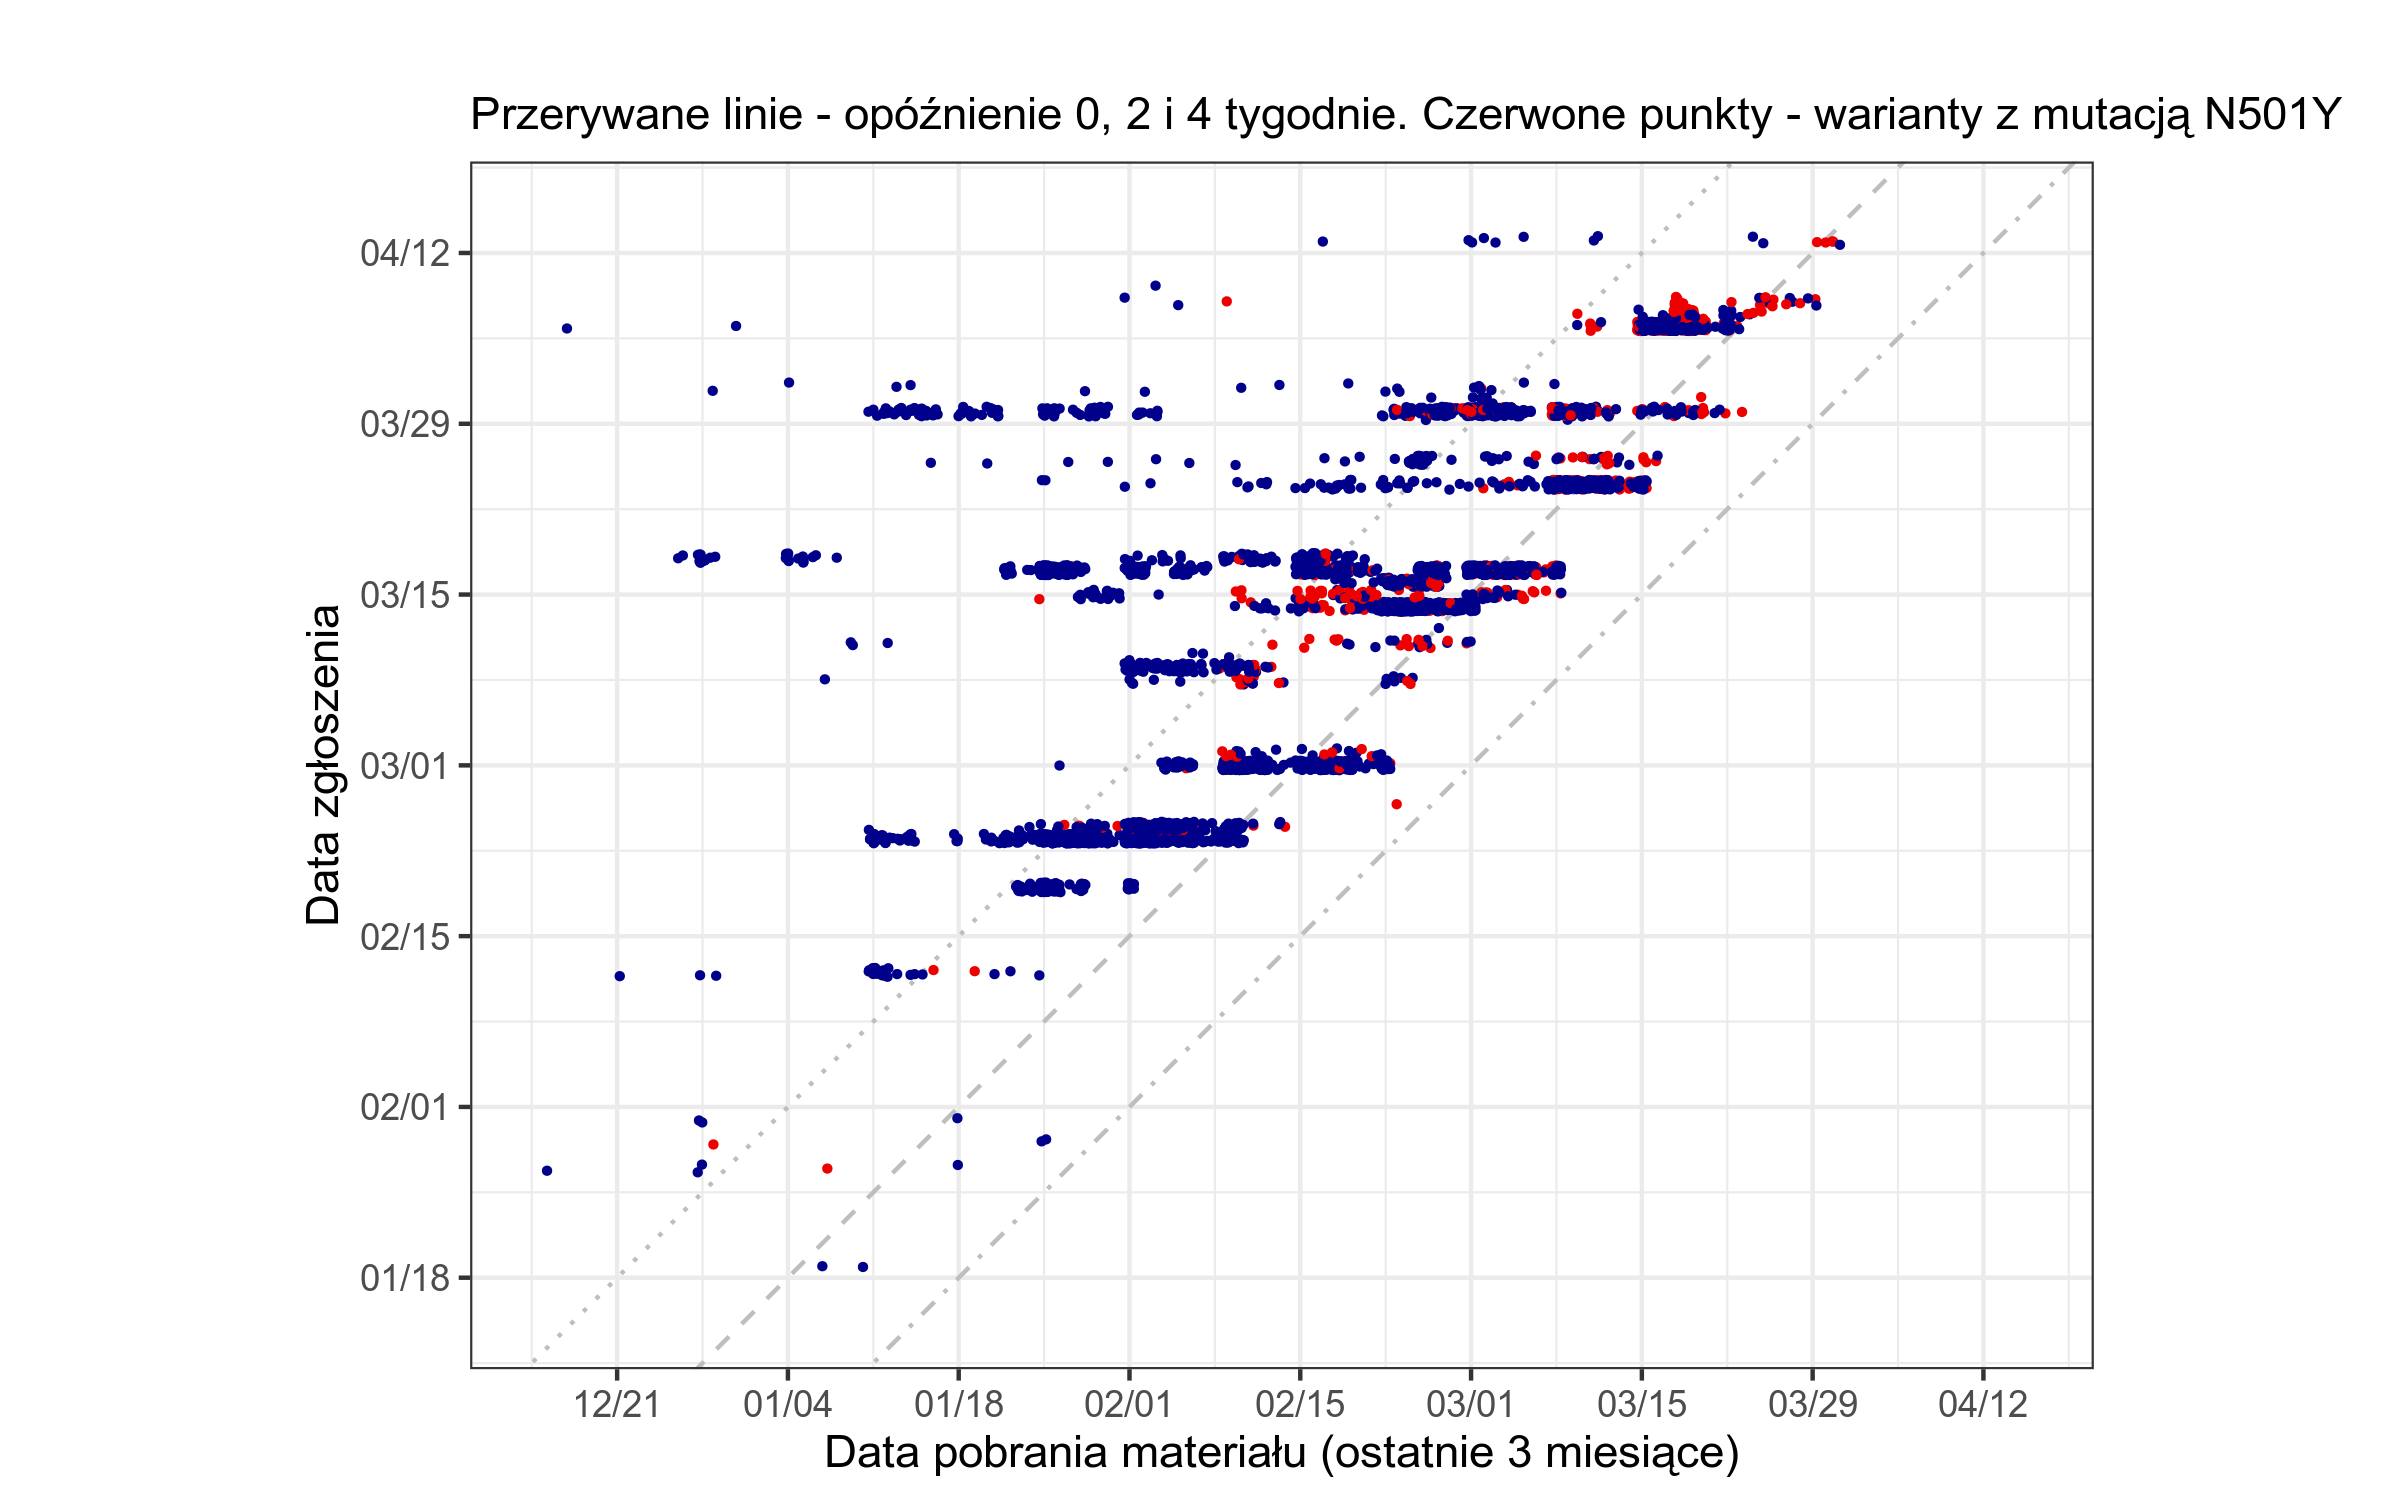 Przerywane linie - opóźnienie 0, 2 i 4 tygodnie. Czerwone punkty - warianty z mutacją N501Y
Data zgłoszenia
04/12
03/29
03/15
03/01
02/15
02/01
01/18
12/21 01/04 01/18 02/01 02/15 03/01 03/15 03/29 04/12
Data pobrania materiału (ostatnie 3 miesiące)